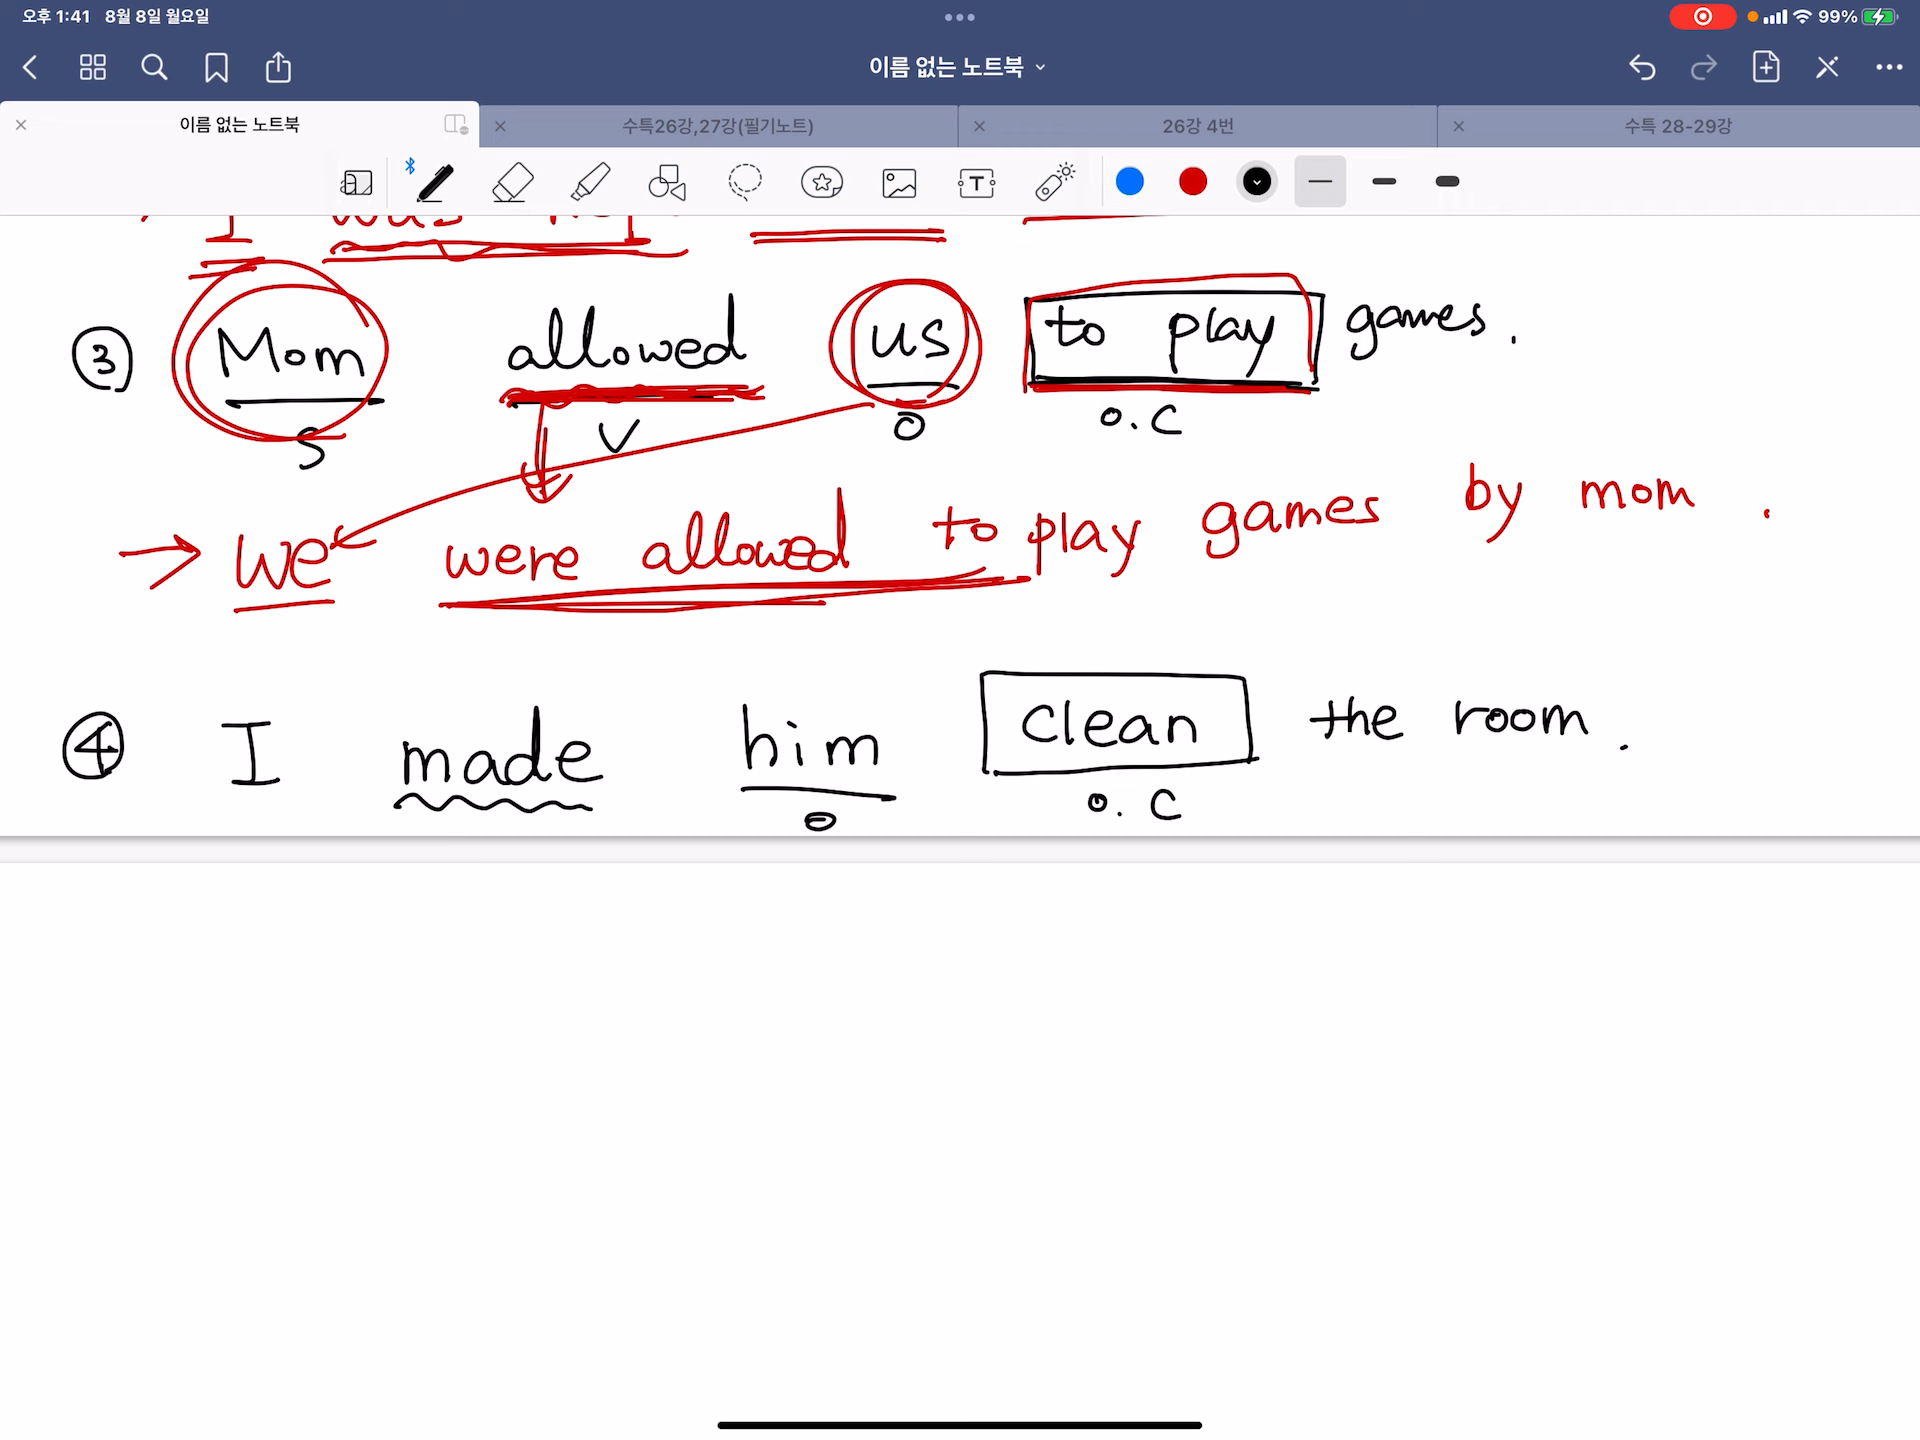 오후 1:41 8월 8일 월요일
99%
이름 없는 노트북
이름 없는 노트북
수특26강,27강(필기노트)
26강 4번
수특 28-29강
I was
③ Mom allowed us to play games.
S V O O.C
→ We were allowed to play games by mom.
④ I made him clean the room.
O O.C